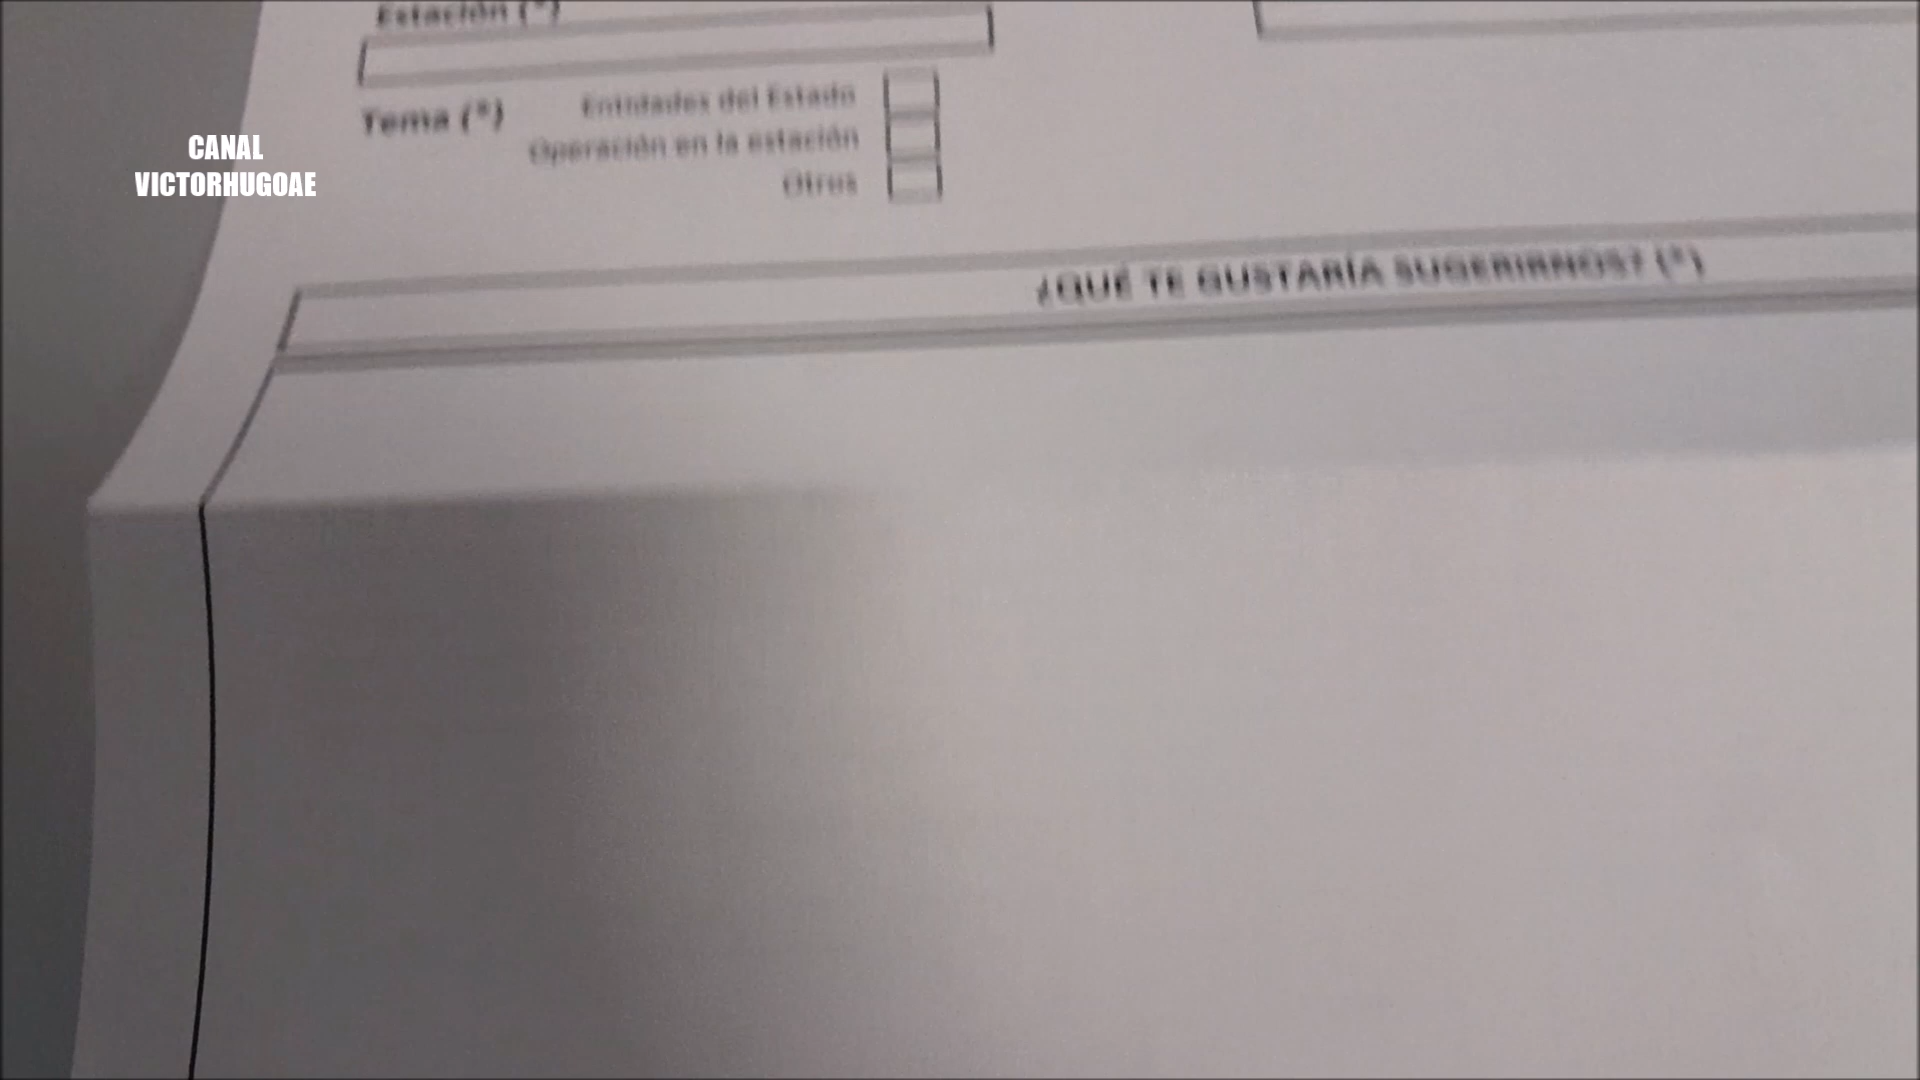 Estación (*)
Tema (*)
Entidades del Estado
Operación en la estación
Otros
CANAL
VICTORHUGOAE
¿QUÉ TE GUSTARÍA SUGERIRNOS? (*)